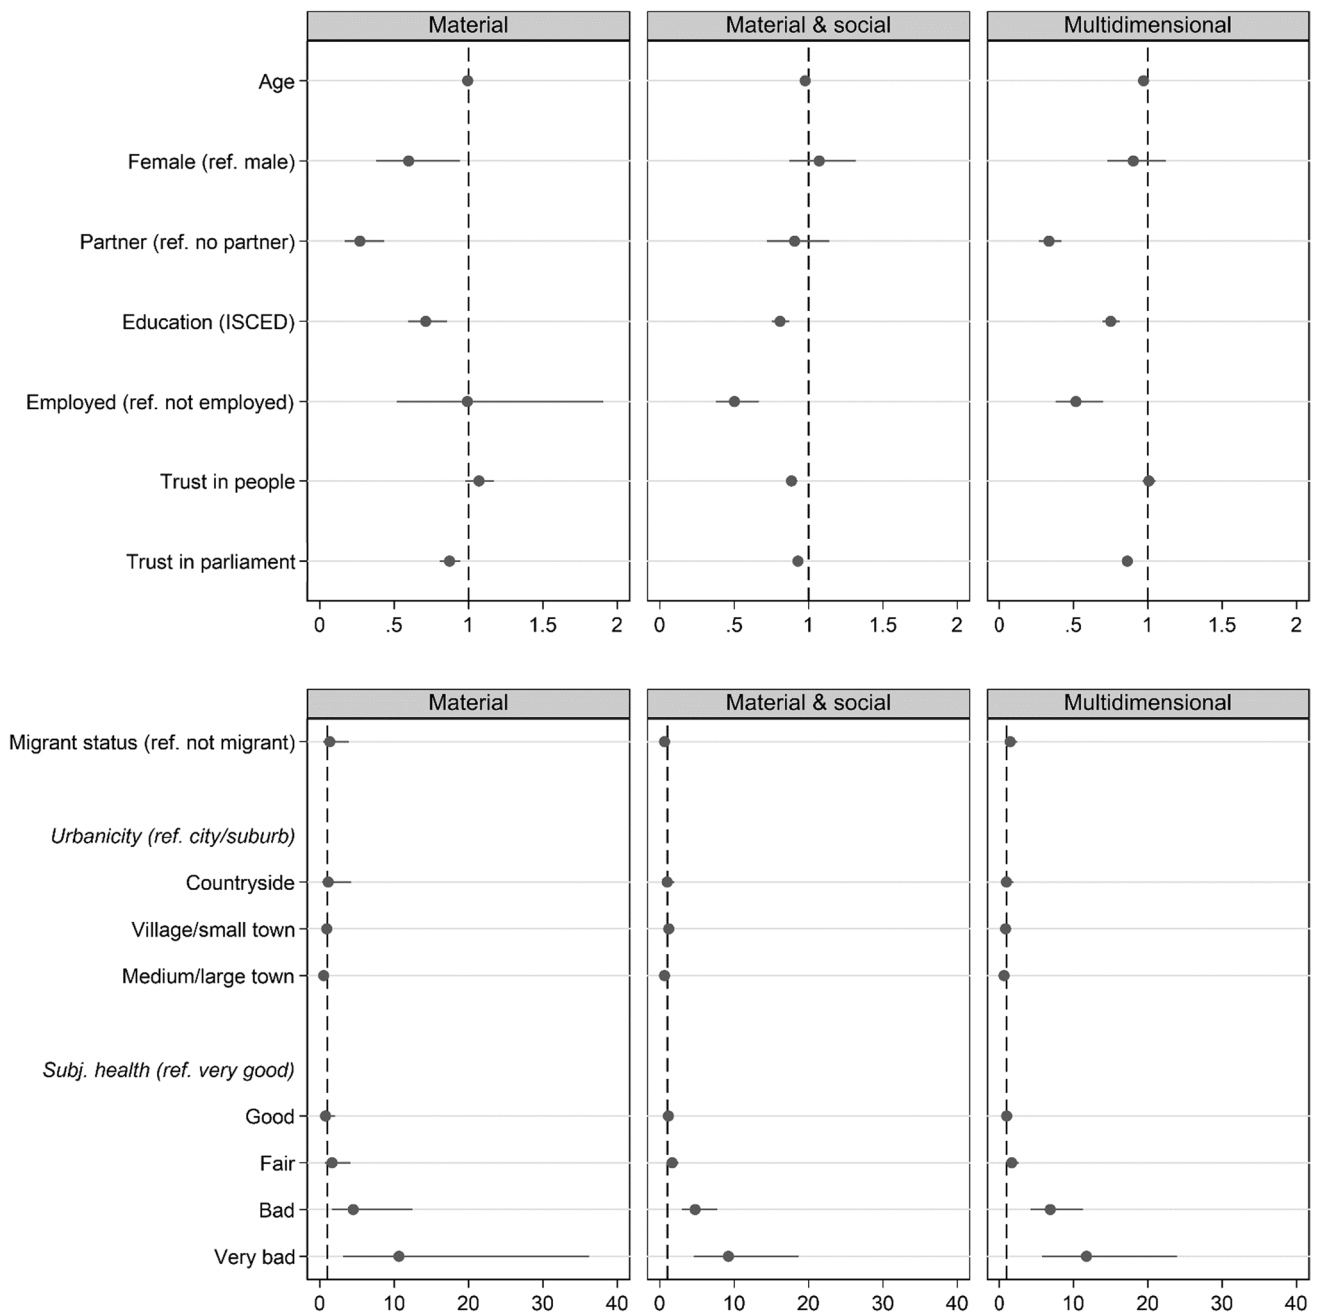 Material Material & social Multidimensional
Age
Female (ref. male)
Partner (ref. no partner)
Education (ISCED)
Employed (ref. not employed)
Trust in people
Trust in parliament
0 .5 1 1.5 2 0 .5 1 1.5 2 0 .5 1 1.5 2
Material Material & social Multidimensional
Migrant status (ref. not migrant)
Urbanicity (ref. city/suburb)
Countryside
Village/small town
Medium/large town
Subj. health (ref. very good)
Good
Fair
Bad
Very bad
0 10 20 30 40 0 10 20 30 40 0 10 20 30 40